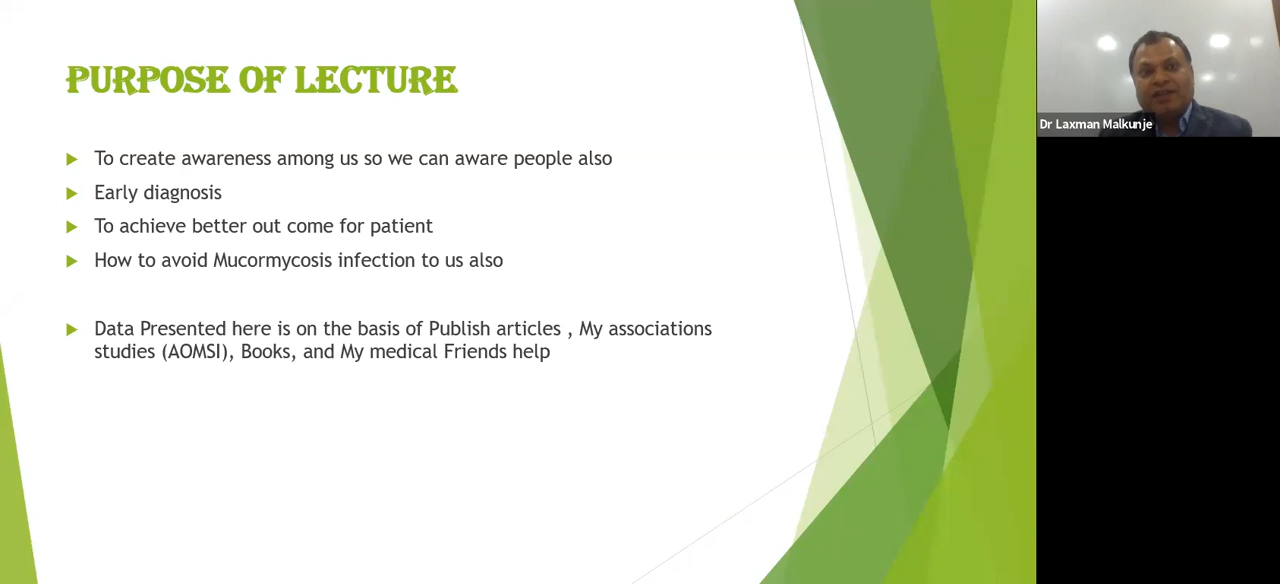 PURPOSE OF LECTURE
To create awareness among us so we can aware people also
Early diagnosis
To achieve better out come for patient
How to avoid Mucormycosis infection to us also
Data Presented here is on the basis of Publish articles , My associations
studies (AOMSI), Books, and My medical Friends help
Dr Laxman Malkunje